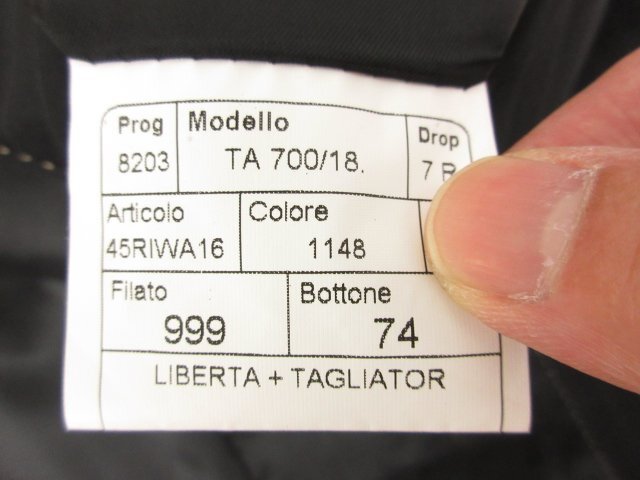 Prog Modello Drop
8203 TA 700/18. 7 R
Articolo Colore
45RIWA16 1148
Filato Bottone
999 74
LIBERTA + TAGLIATOR